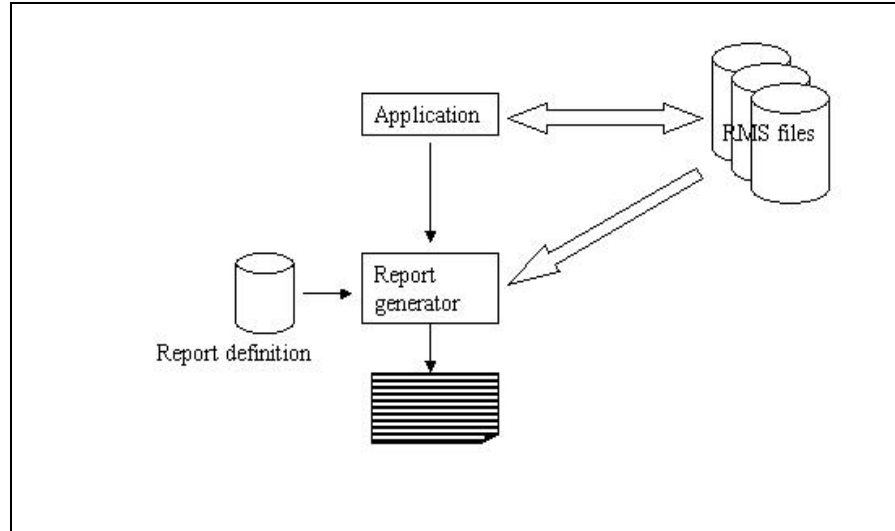 Application
RMS files
Report
generator
Report definition